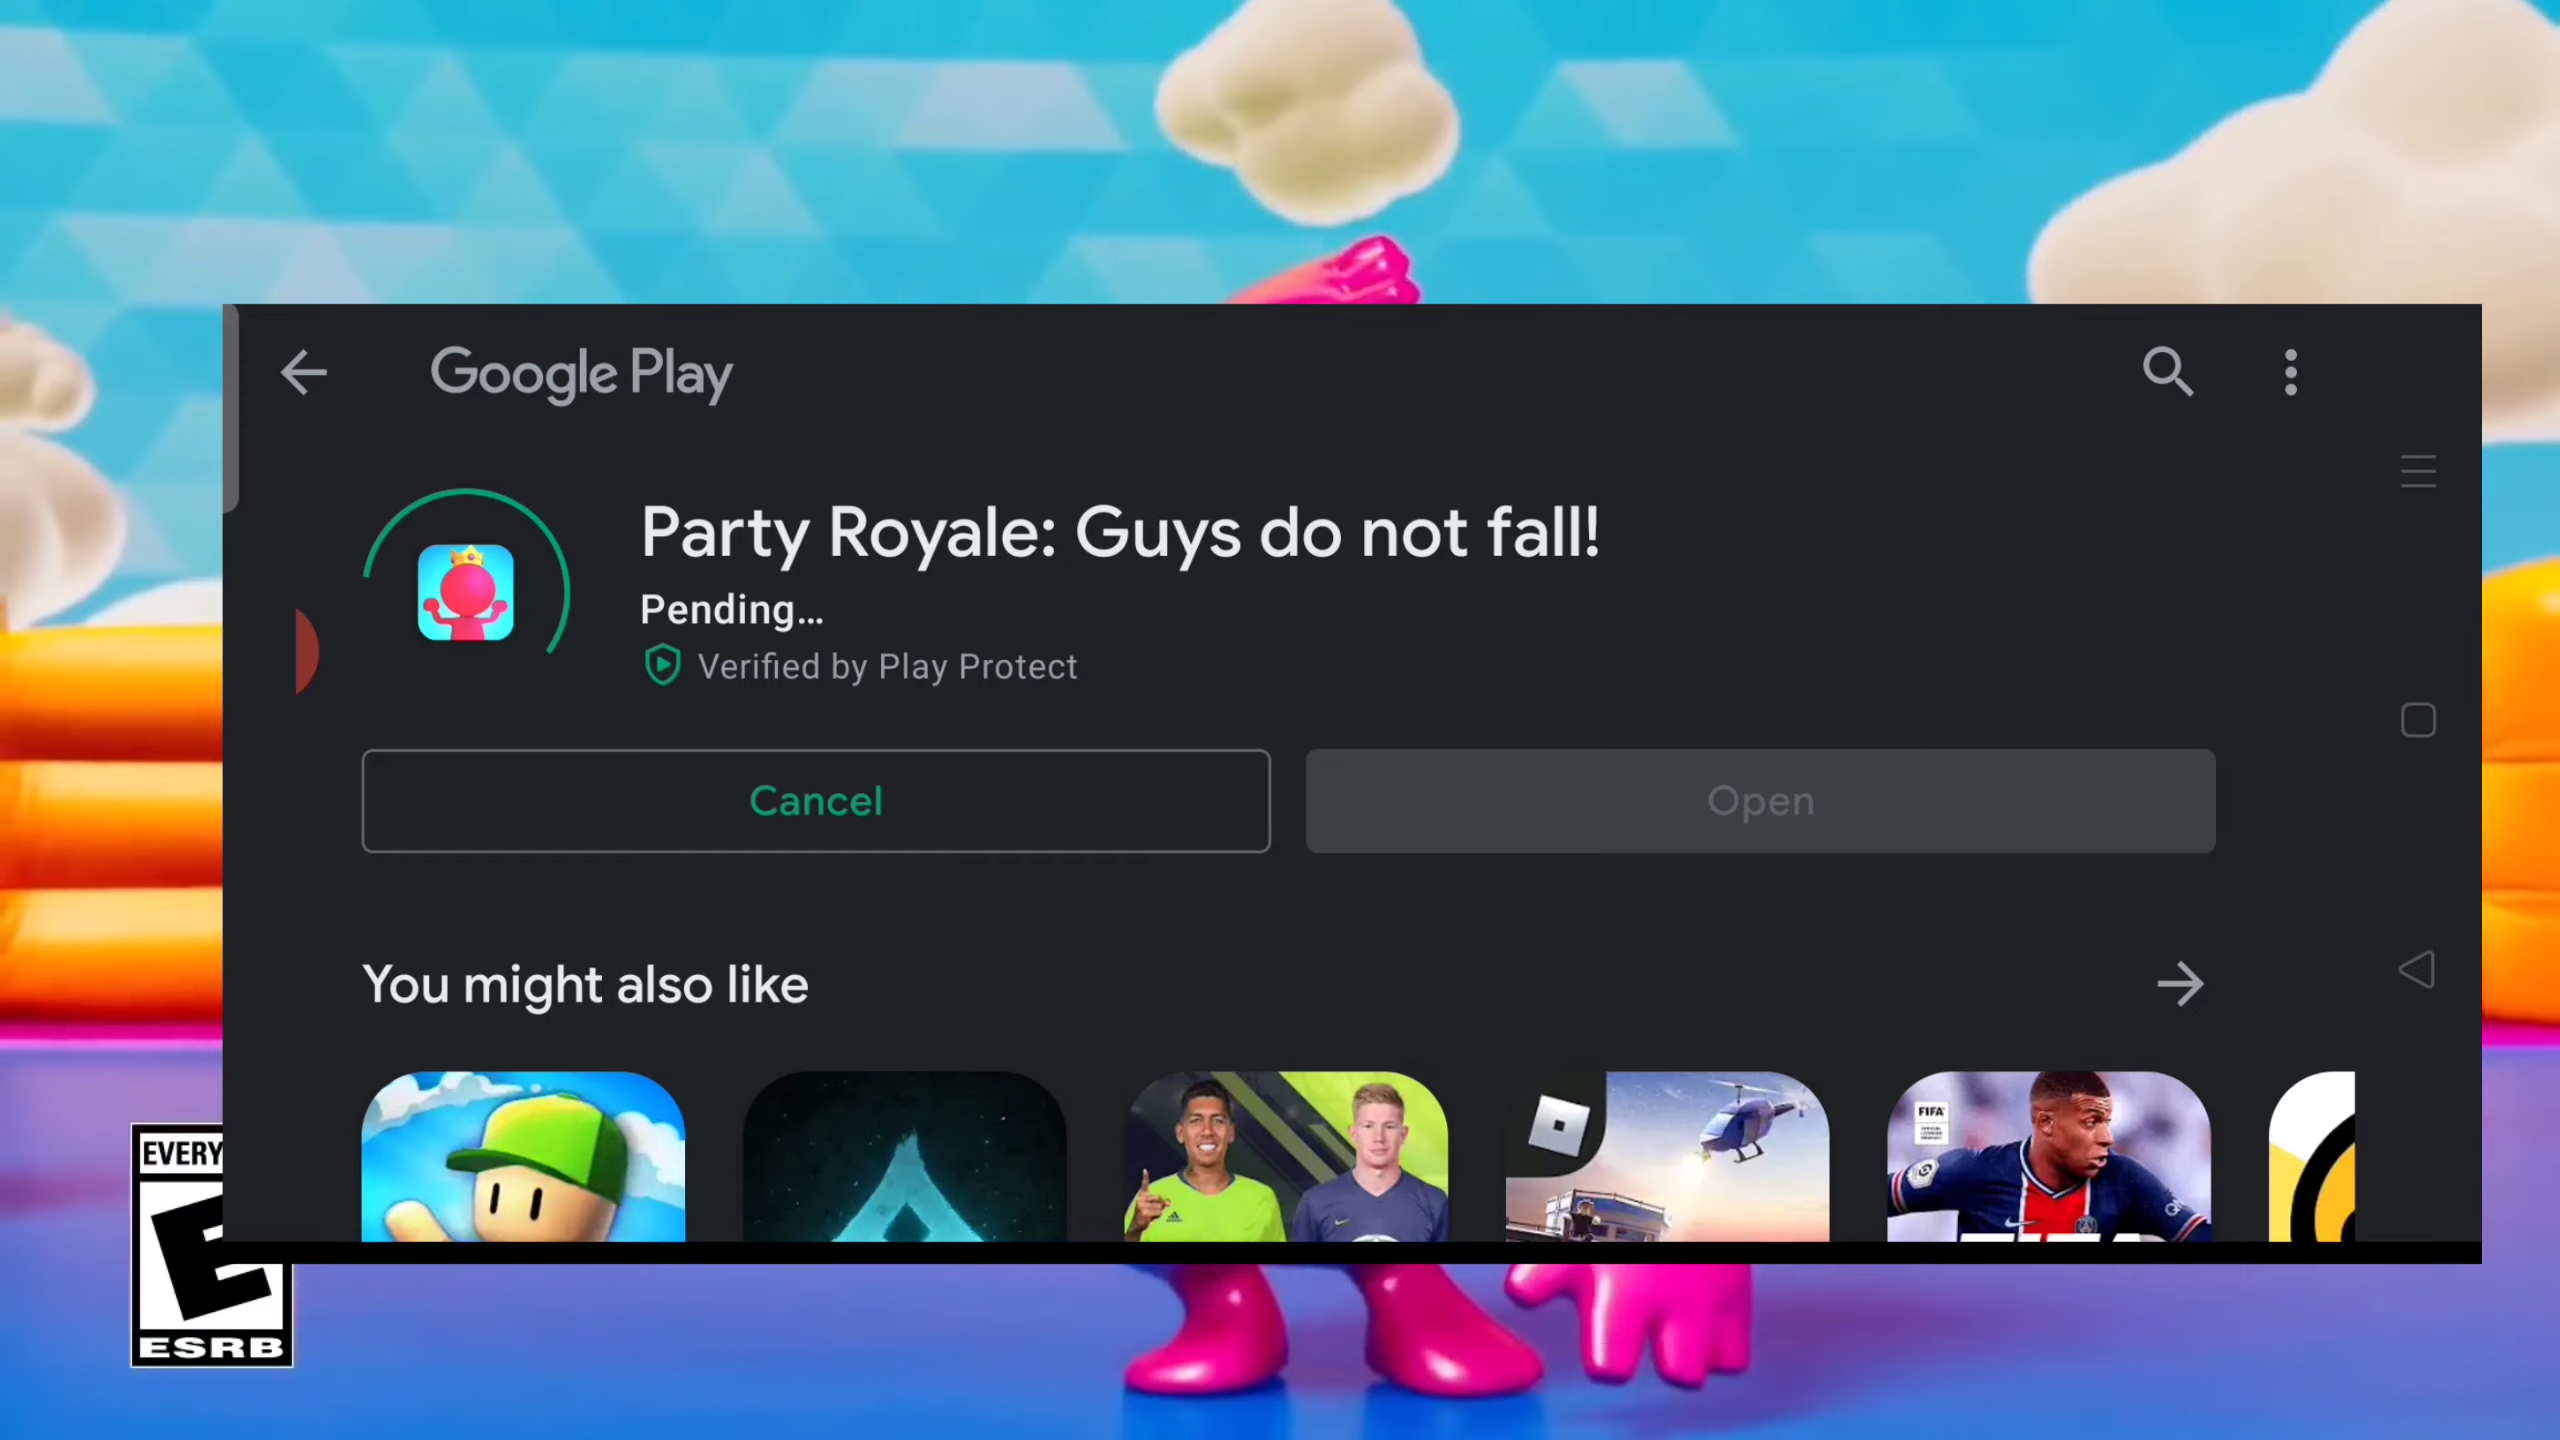 Google Play
Party Royale: Guys do not fall!
Pending...
Verified by Play Protect
Cancel
Open
You might also like
FIFA
EVERY
E
ESRB